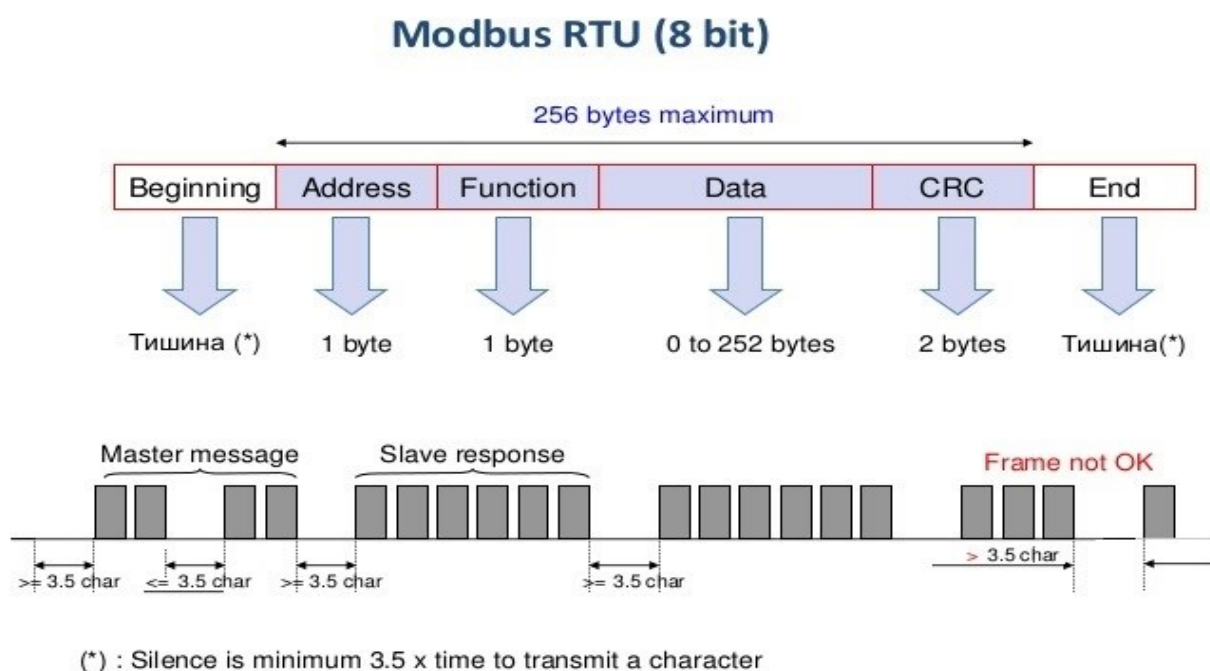 Modbus RTU (8 bit)
256 bytes maximum
Beginning Address Function Data CRC End
Тишина (*) 1 byte 1 byte 0 to 252 bytes 2 bytes Тишина(*)
Master message Slave response Frame not OK
>= 3.5 char <= 3.5 char >= 3.5 char >= 3.5 char > 3.5 char
(*) : Silence is minimum 3.5 x time to transmit a character